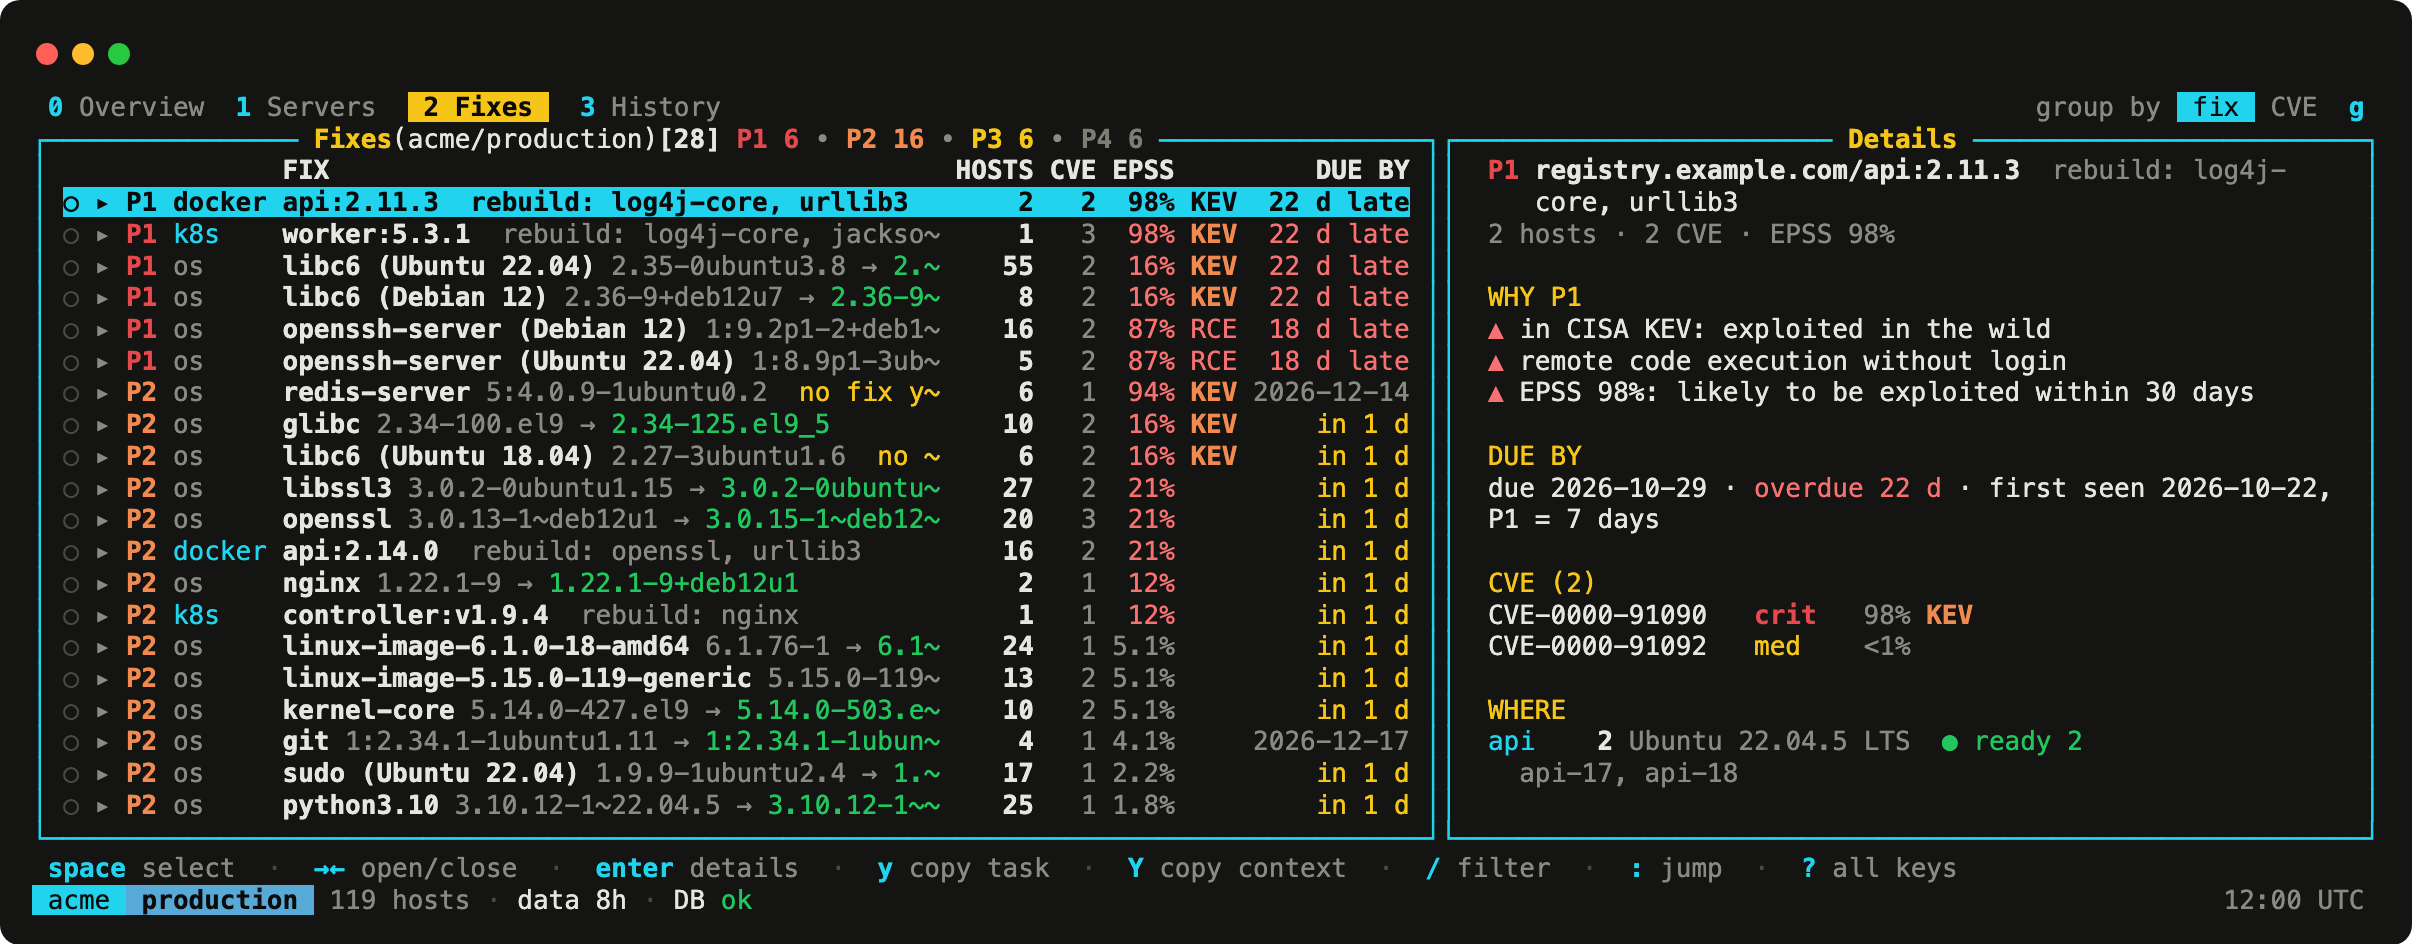 0 Overview  1 Servers  2 Fixes  3 History  group by fix CVE g
Fixes(acme/production)[28] P1 6 • P2 16 • P3 6 • P4 6
FIX  HOSTS CVE EPSS  DUE BY
○ ▸ P1 docker api:2.11.3  rebuild: log4j-core, urllib3  2  2  98% KEV  22 d late
○ ▸ P1 k8s  worker:5.3.1  rebuild: log4j-core, jackso~  1  3  98% KEV  22 d late
○ ▸ P1 os  libc6 (Ubuntu 22.04) 2.35-0ubuntu3.8 → 2.~  55  2  16% KEV  22 d late
○ ▸ P1 os  libc6 (Debian 12) 2.36-9+deb12u7 → 2.36-9~  8  2  16% KEV  22 d late
○ ▸ P1 os  openssh-server (Debian 12) 1:9.2p1-2+deb1~  16  2  87% RCE  18 d late
○ ▸ P1 os  openssh-server (Ubuntu 22.04) 1:8.9p1-3ub~  5  2  87% RCE  18 d late
○ ▸ P2 os  redis-server 5:4.0.9-1ubuntu0.2  no fix y~  6  1  94% KEV 2026-12-14
○ ▸ P2 os  glibc 2.34-100.el9 → 2.34-125.el9_5  10  2  16% KEV  in 1 d
○ ▸ P2 os  libc6 (Ubuntu 18.04) 2.27-3ubuntu1.6  no ~  6  2  16% KEV  in 1 d
○ ▸ P2 os  libssl3 3.0.2-0ubuntu1.15 → 3.0.2-0ubuntu~  27  2  21%  in 1 d
○ ▸ P2 os  openssl 3.0.13-1~deb12u1 → 3.0.15-1~deb12~  20  3  21%  in 1 d
○ ▸ P2 docker api:2.14.0  rebuild: openssl, urllib3  16  2  21%  in 1 d
○ ▸ P2 os  nginx 1.22.1-9 → 1.22.1-9+deb12u1  2  1  12%  in 1 d
○ ▸ P2 k8s  controller:v1.9.4  rebuild: nginx  1  1  12%  in 1 d
○ ▸ P2 os  linux-image-6.1.0-18-amd64 6.1.76-1 → 6.1~  24  1 5.1%  in 1 d
○ ▸ P2 os  linux-image-5.15.0-119-generic 5.15.0-119~  13  2 5.1%  in 1 d
○ ▸ P2 os  kernel-core 5.14.0-427.el9 → 5.14.0-503.e~  10  2 5.1%  in 1 d
○ ▸ P2 os  git 1:2.34.1-1ubuntu1.11 → 1:2.34.1-1ubun~  4  1 4.1%  2026-12-17
○ ▸ P2 os  sudo (Ubuntu 22.04) 1.9.9-1ubuntu2.4 → 1.~  17  1 2.2%  in 1 d
○ ▸ P2 os  python3.10 3.10.12-1~22.04.5 → 3.10.12-1~~  25  1 1.8%  in 1 d
Details
P1 registry.example.com/api:2.11.3  rebuild: log4j-
core, urllib3
2 hosts · 2 CVE · EPSS 98%
WHY P1
▲ in CISA KEV: exploited in the wild
▲ remote code execution without login
▲ EPSS 98%: likely to be exploited within 30 days
DUE BY
due 2026-10-29 · overdue 22 d · first seen 2026-10-22,
P1 = 7 days
CVE (2)
CVE-0000-91090  crit  98% KEV
CVE-0000-91092  med  <1%
WHERE
api  2 Ubuntu 22.04.5 LTS  ● ready 2
api-17, api-18
space select · →← open/close · enter details · y copy task · Y copy context · / filter · : jump · ? all keys
acme production 119 hosts · data 8h · DB ok  12:00 UTC